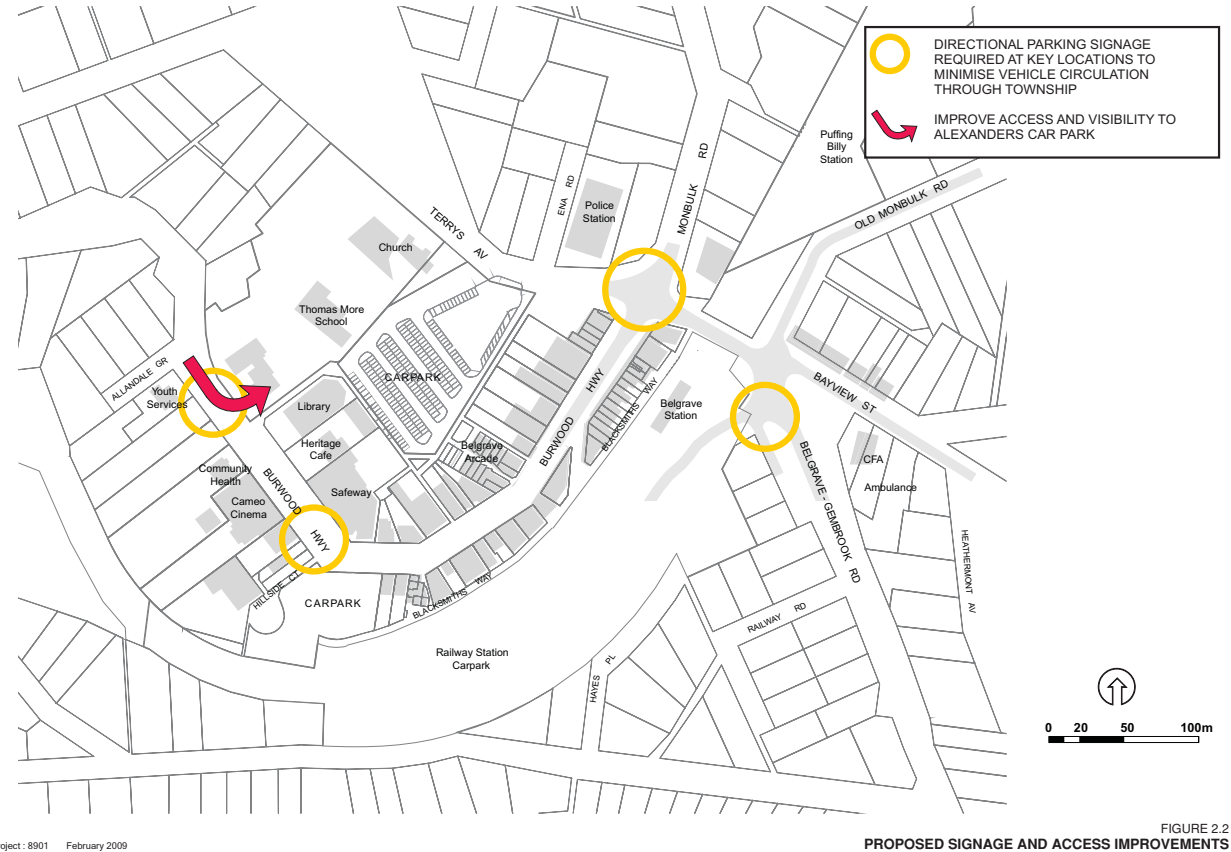 DIRECTIONAL PARKING SIGNAGE
REQUIRED AT KEY LOCATIONS TO
MINIMISE VEHICLE CIRCULATION
THROUGH TOWNSHIP
IMPROVE ACCESS AND VISIBILITY TO
ALEXANDERS CAR PARK
Puffing
Billy
Station
MONBULK RD
OLD MONBULK RD
ENA RD
Police
Station
TERRYS AV
Church
Thomas More
School
ALLANDALE GR
Youth
Services
CARPARK
Library
Heritage
Cafe
Belgrave
Arcade
BURWOOD HWY
BLACKSMITHS WAY
Belgrave
Station
BAYVIEW ST
CFA
Ambulance
BELGRAVE - GEMBROOK RD
HEATHERMONT AV
Community
Health
Cameo
Cinema
BURWOOD HWY
Safeway
HILLSIDE CT
CARPARK
BLACKSMITHS WAY
Railway Station
Carpark
HAYES PL
RAILWAY RD
0 20 50 100m
FIGURE 2.2
PROPOSED SIGNAGE AND ACCESS IMPROVEMENTS
oject : 8901 February 2009